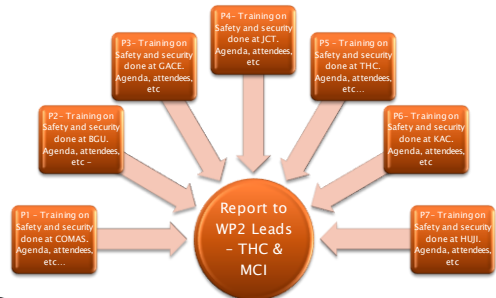 P1 – Training on
Safety and security
done at COMAS.
Agenda, attendees,
etc...
P2– Training on
Safety and security
done at BGU.
Agenda, attendees,
etc –
P3– Training on
Safety and security
done at GACE.
Agenda, attendees,
etc
P4– Training on
Safety and security
done at JCT.
Agenda, attendees,
etc
P5 – Training on
Safety and security
done at THC.
Agenda, attendees,
etc...
P6– Training on
Safety and security
done at KAC.
Agenda, attendees,
etc
P7– Training on
Safety and security
done at HUJI.
Agenda, attendees,
etc
Report to
WP2 Leads
– THC &
MCI